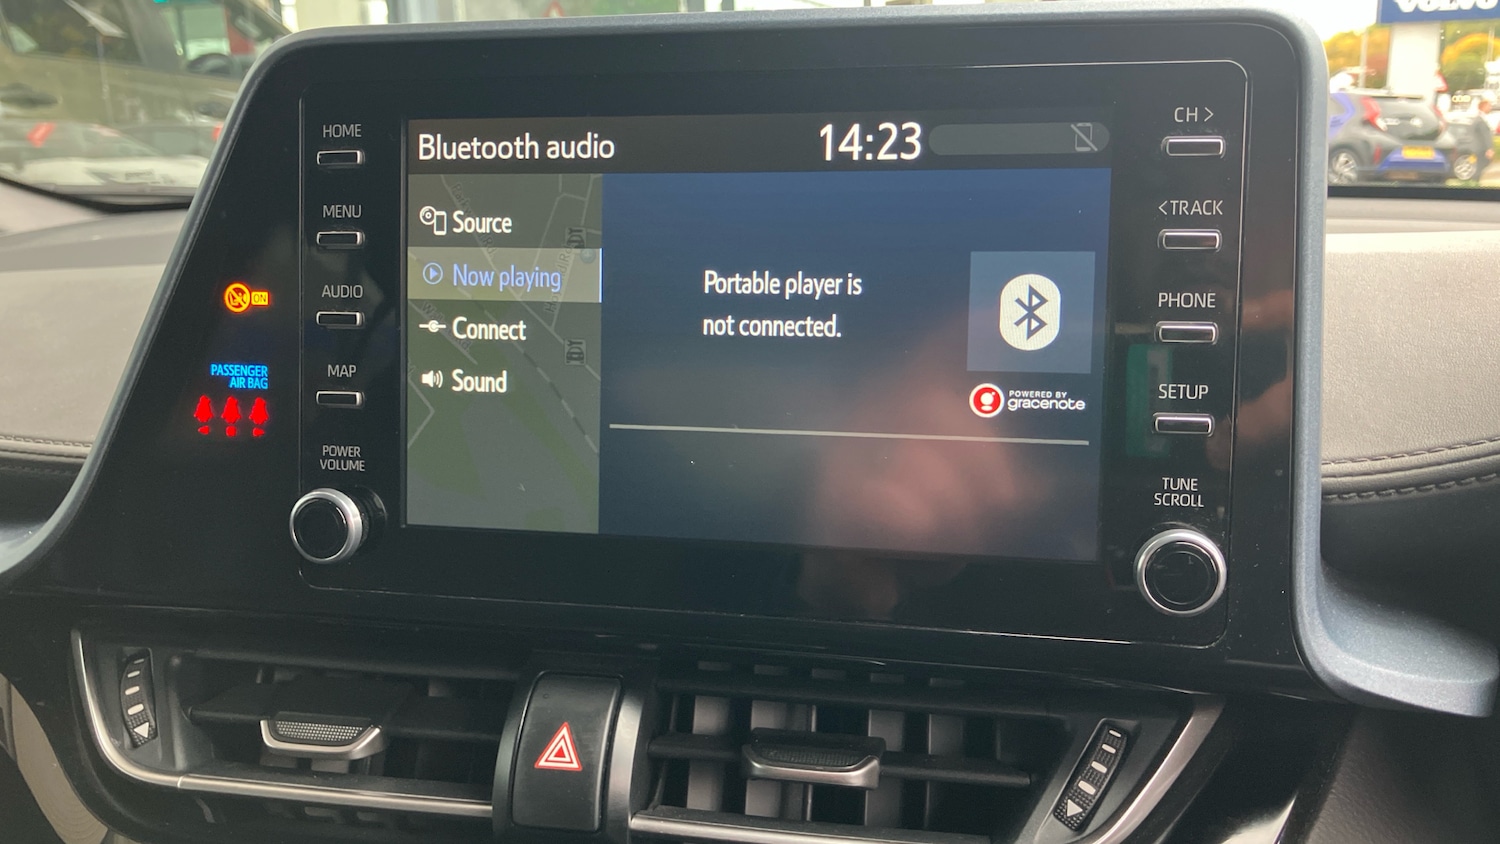 VOLVO
HOME
MENU
AUDIO
MAP
POWER
VOLUME
ON
PASSENGER
AIR BAG
Bluetooth audio
14:23
Source
Now playing
Connect
Sound
Portable player is
not connected.
POWERED BY
gracenote
CH >
< TRACK
PHONE
SETUP
TUNE
SCROLL